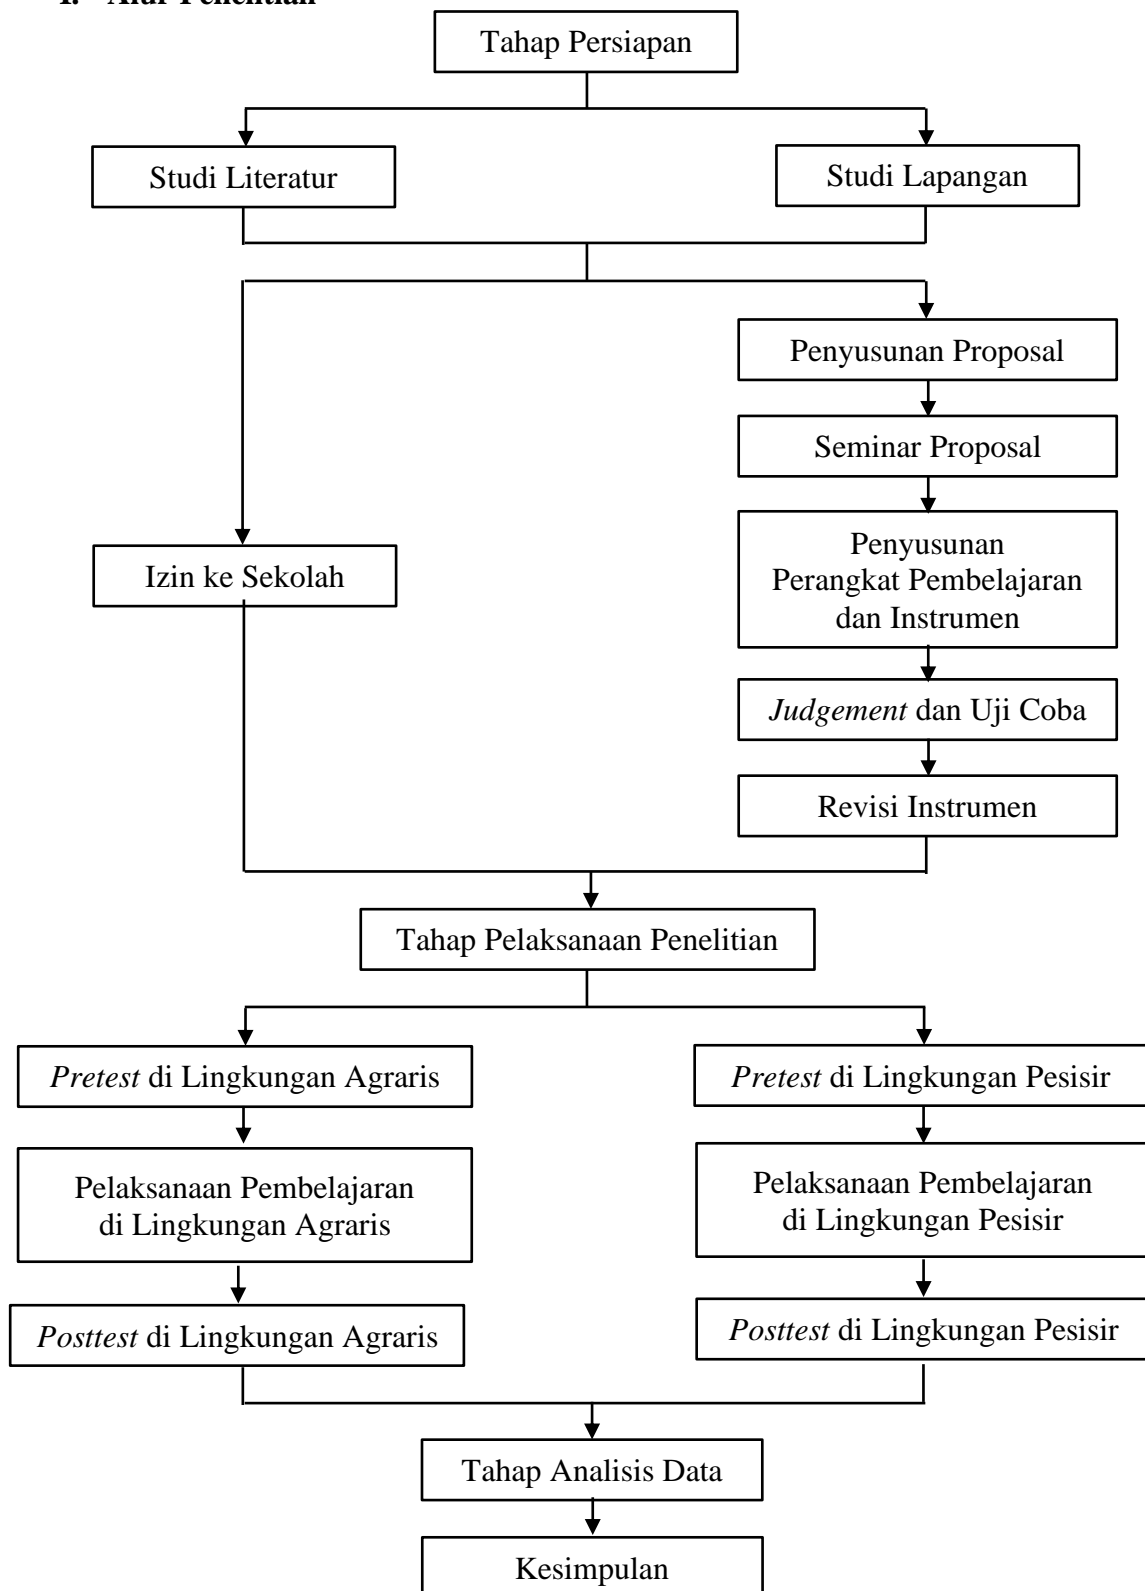 Tahap Persiapan
Studi Literatur
Studi Lapangan
Penyusunan Proposal
Seminar Proposal
Penyusunan
Perangkat Pembelajaran
dan Instrumen
Izin ke Sekolah
Judgement dan Uji Coba
Revisi Instrumen
Tahap Pelaksanaan Penelitian
Pretest di Lingkungan Agraris
Pretest di Lingkungan Pesisir
Pelaksanaan Pembelajaran
di Lingkungan Agraris
Pelaksanaan Pembelajaran
di Lingkungan Pesisir
Posttest di Lingkungan Agraris
Posttest di Lingkungan Pesisir
Tahap Analisis Data
Kesimpulan